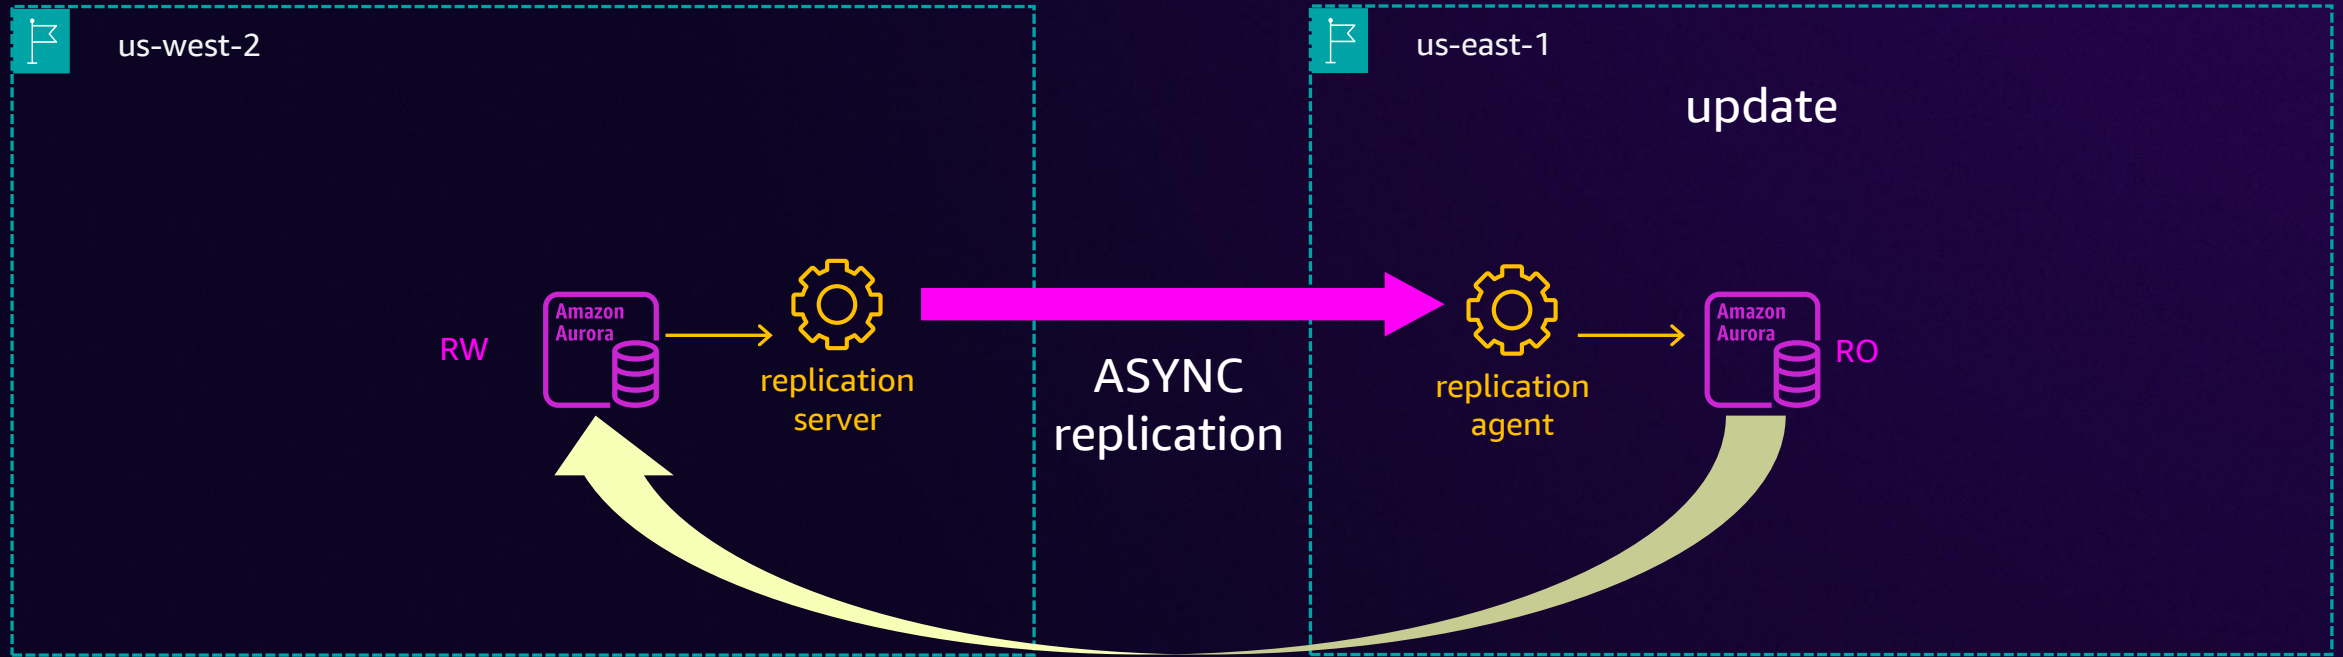 us-west-2
us-east-1
update
RW
Amazon
Aurora
replication
server
ASYNC
replication
replication
agent
Amazon
Aurora
RO